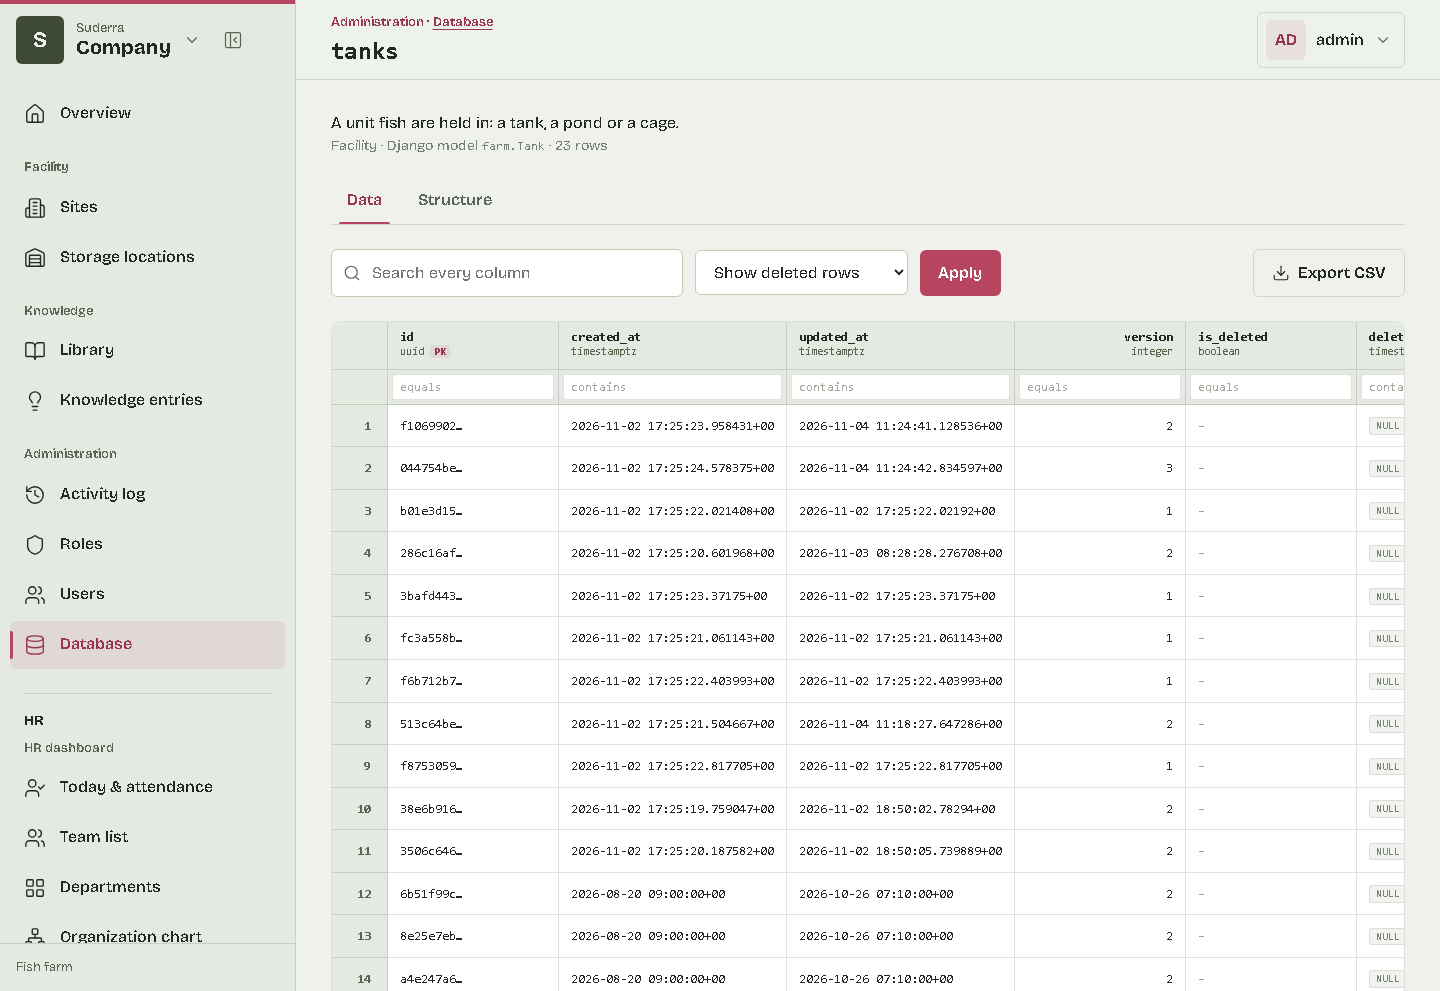 S
Suderra
Company
Overview
Facility
Sites
Storage locations
Knowledge
Library
Knowledge entries
Administration
Activity log
Roles
Users
Database
HR
HR dashboard
Today & attendance
Team list
Departments
Organization chart
Fish farm
Administration · Database
tanks
AD admin
A unit fish are held in: a tank, a pond or a cage.
Facility · Django model farm.Tank · 23 rows
Data Structure
Search every column Show deleted rows Apply Export CSV
id created_at updated_at version is_deleted delet
uuid PK timestamptz timestamptz integer boolean timest
equals contains contains equals equals conta
1 f1069902… 2026-11-02 17:25:23.958431+00 2026-11-04 11:24:41.128536+00 2 – NULL
2 044754be… 2026-11-02 17:25:24.578375+00 2026-11-04 11:24:42.834597+00 3 – NULL
3 b01e3d15… 2026-11-02 17:25:22.021408+00 2026-11-02 17:25:22.02192+00 1 – NULL
4 286c16af… 2026-11-02 17:25:20.601968+00 2026-11-03 08:28:28.276708+00 2 – NULL
5 3bafd443… 2026-11-02 17:25:23.37175+00 2026-11-02 17:25:23.37175+00 1 – NULL
6 fc3a558b… 2026-11-02 17:25:21.061143+00 2026-11-02 17:25:21.061143+00 1 – NULL
7 f6b712b7… 2026-11-02 17:25:22.403993+00 2026-11-02 17:25:22.403993+00 1 – NULL
8 513c64be… 2026-11-02 17:25:21.504667+00 2026-11-04 11:18:27.647286+00 2 – NULL
9 f8753059… 2026-11-02 17:25:22.817705+00 2026-11-02 17:25:22.817705+00 1 – NULL
10 38e6b916… 2026-11-02 17:25:19.759047+00 2026-11-02 18:50:02.78294+00 2 – NULL
11 3506c646… 2026-11-02 17:25:20.187582+00 2026-11-02 18:50:05.739889+00 2 – NULL
12 6b51f99c… 2026-08-20 09:00:00+00 2026-10-26 07:10:00+00 2 – NULL
13 8e25e7eb… 2026-08-20 09:00:00+00 2026-10-26 07:10:00+00 2 – NULL
14 a4e247a6… 2026-08-20 09:00:00+00 2026-10-26 07:10:00+00 2 – NULL